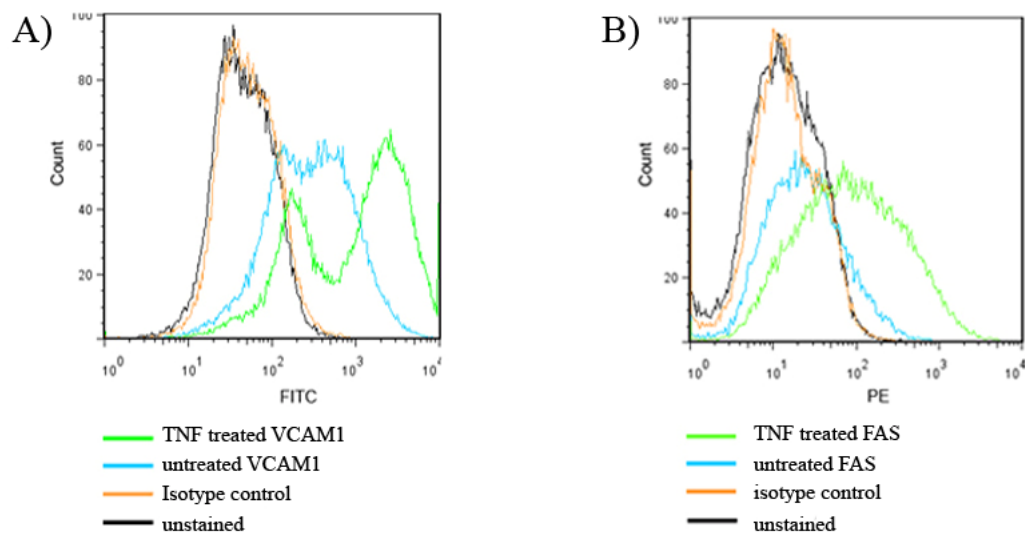 A)
100
80
60
40
20
Count
10^0 10^1 10^2 10^3 10^4
FITC
TNF treated VCAM1
untreated VCAM1
Isotype control
unstained
B)
100
80
60
40
20
Count
10^0 10^1 10^2 10^3 10^4
PE
TNF treated FAS
untreated FAS
isotype control
unstained